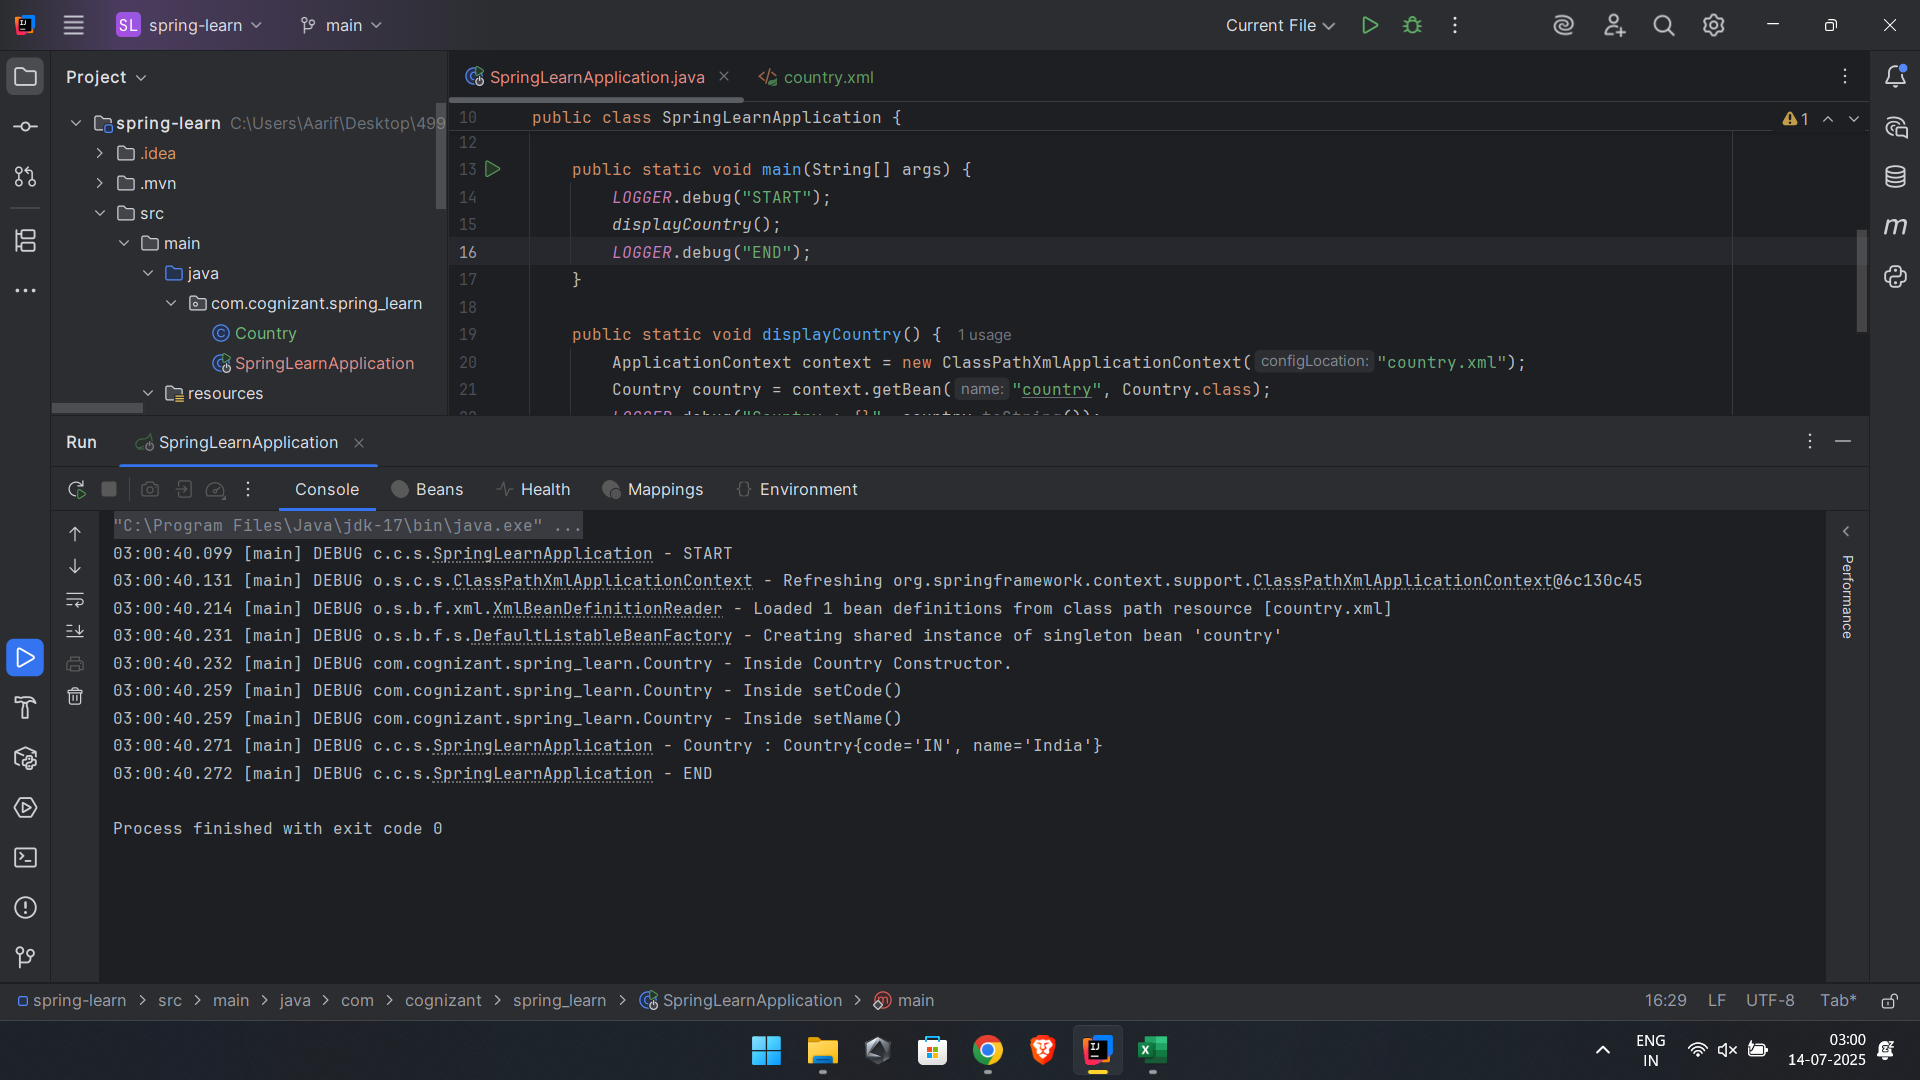 SL spring-learn main Current File
Project
SpringLearnApplication.java country.xml
spring-learn C:\Users\Aarif\Desktop\499
.idea
.mvn
src
main
java
com.cognizant.spring_learn
Country
SpringLearnApplication
resources
10 public class SpringLearnApplication { 1
12
13 public static void main(String[] args) {
14 LOGGER.debug("START");
15 displayCountry();
16 LOGGER.debug("END");
17 }
18
19 public static void displayCountry() { 1 usage
20 ApplicationContext context = new ClassPathXmlApplicationContext( configLocation: "country.xml");
21 Country country = context.getBean( name: "country", Country.class);
Run SpringLearnApplication
Console Beans Health Mappings Environment
"C:\Program Files\Java\jdk-17\bin\java.exe" ...
03:00:40.099 [main] DEBUG c.c.s.SpringLearnApplication - START
03:00:40.131 [main] DEBUG o.s.c.s.ClassPathXmlApplicationContext - Refreshing org.springframework.context.support.ClassPathXmlApplicationContext@6c130c45
03:00:40.214 [main] DEBUG o.s.b.f.xml.XmlBeanDefinitionReader - Loaded 1 bean definitions from class path resource [country.xml]
03:00:40.231 [main] DEBUG o.s.b.f.s.DefaultListableBeanFactory - Creating shared instance of singleton bean 'country'
03:00:40.232 [main] DEBUG com.cognizant.spring_learn.Country - Inside Country Constructor.
03:00:40.259 [main] DEBUG com.cognizant.spring_learn.Country - Inside setCode()
03:00:40.259 [main] DEBUG com.cognizant.spring_learn.Country - Inside setName()
03:00:40.271 [main] DEBUG c.c.s.SpringLearnApplication - Country : Country{code='IN', name='India'}
03:00:40.272 [main] DEBUG c.c.s.SpringLearnApplication - END
Process finished with exit code 0
Performance
spring-learn > src > main > java > com > cognizant > spring_learn > SpringLearnApplication > main 16:29 LF UTF-8 Tab*
ENG
IN
03:00
14-07-2025